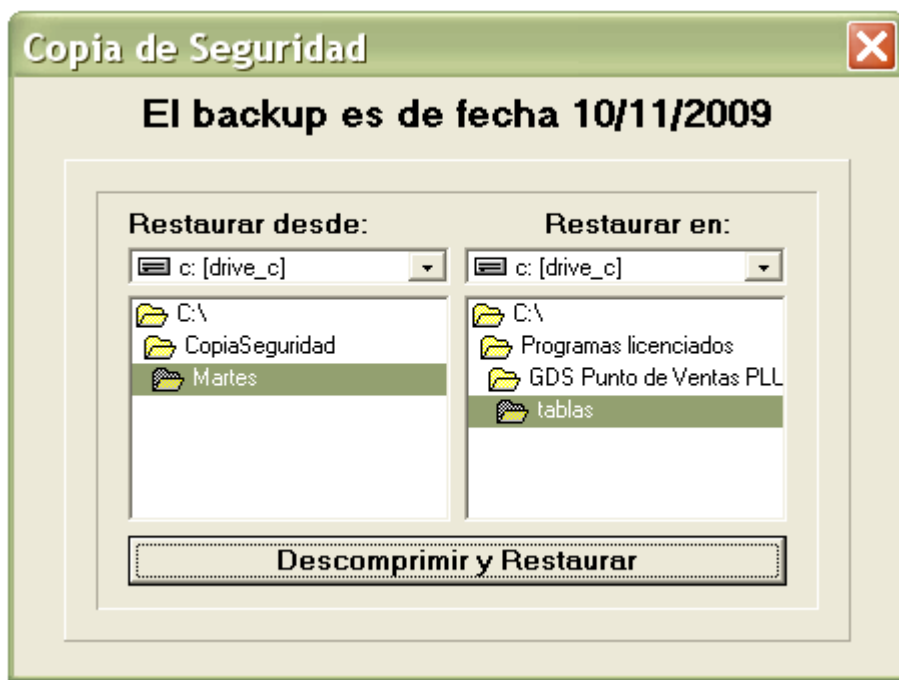 Copia de Seguridad
El backup es de fecha 10/11/2009
Restaurar desde:
Restaurar en:
c: [drive_c]
c: [drive_c]
C:\
CopiaSeguridad
Martes
C:\
Programas licenciados
GDS Punto de Ventas PLU
tablas
Descomprimir y Restaurar